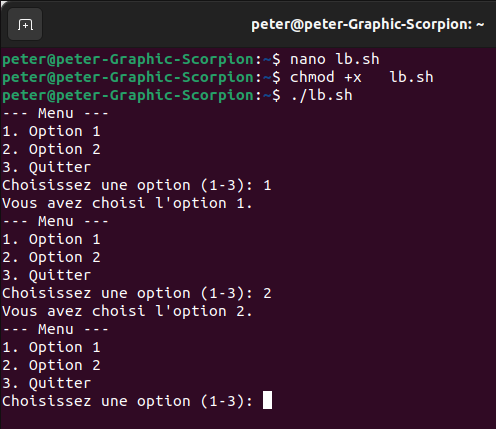 peter@peter-Graphic-Scorpion: ~
peter@peter-Graphic-Scorpion:~$ nano lb.sh
peter@peter-Graphic-Scorpion:~$ chmod +x   lb.sh
peter@peter-Graphic-Scorpion:~$ ./lb.sh
--- Menu ---
1. Option 1
2. Option 2
3. Quitter
Choisissez une option (1-3): 1
Vous avez choisi l'option 1.
--- Menu ---
1. Option 1
2. Option 2
3. Quitter
Choisissez une option (1-3): 2
Vous avez choisi l'option 2.
--- Menu ---
1. Option 1
2. Option 2
3. Quitter
Choisissez une option (1-3):